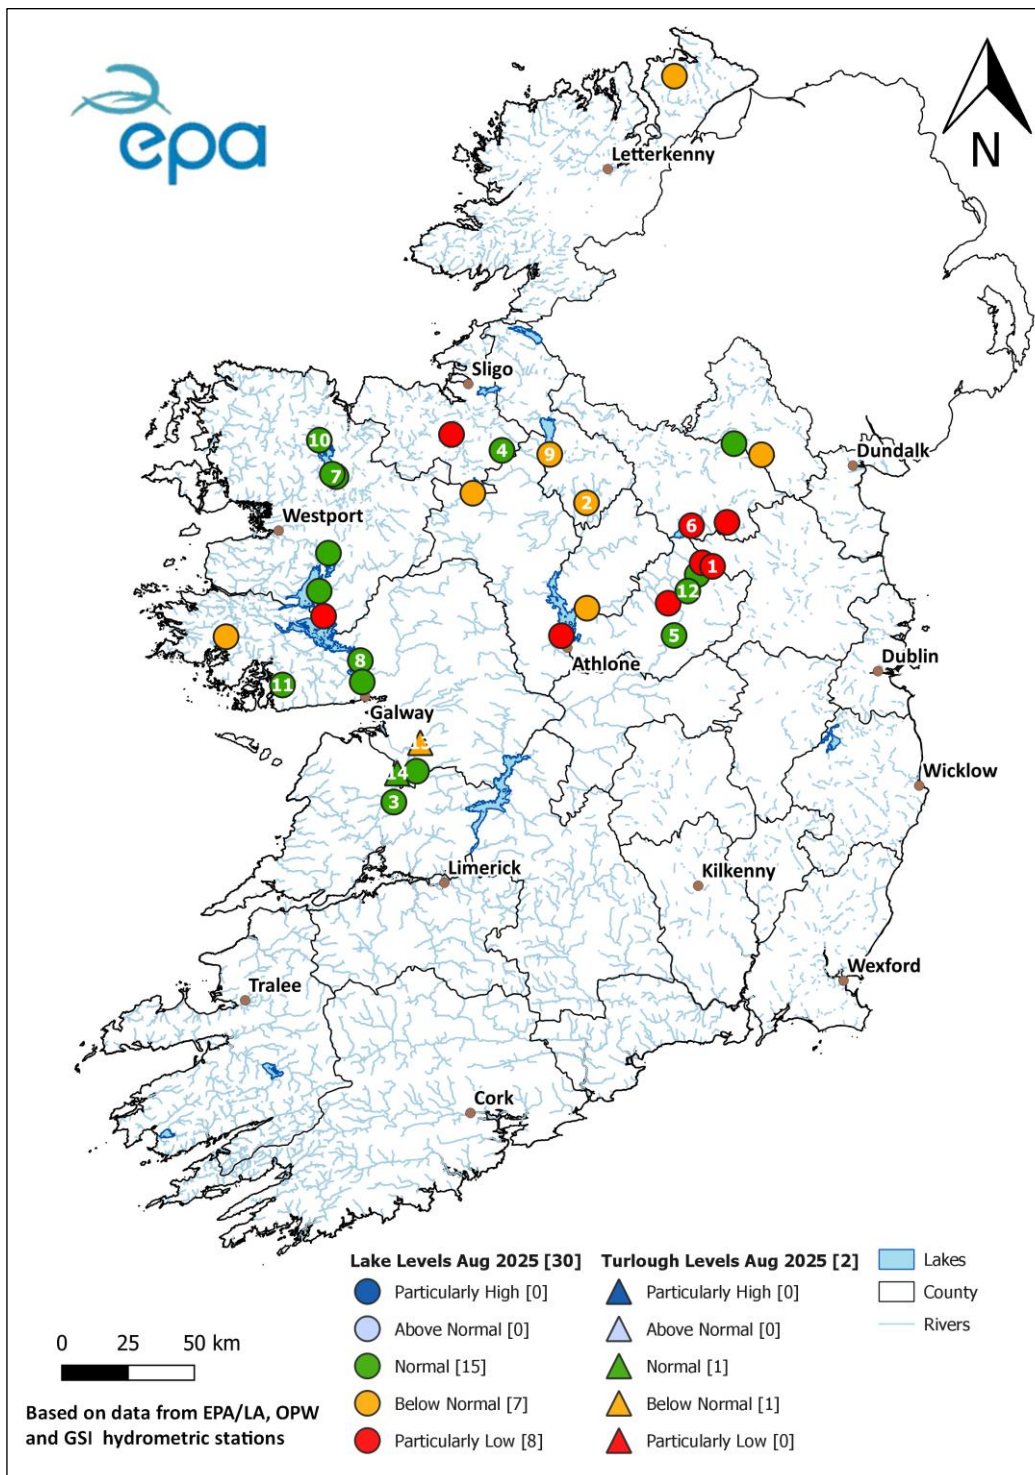 epa
N
Letterkenny
Sligo
10
4
9
7
Dundalk
2
Westport
6
1
12
5
Athlone
8
Dublin
11
Galway
13
14
Wicklow
3
Limerick
Kilkenny
Wexford
Tralee
Cork
Lake Levels Aug 2025 [30]
Particularly High [0]
Above Normal [0]
Normal [15]
Below Normal [7]
Particularly Low [8]
Turlough Levels Aug 2025 [2]
Particularly High [0]
Above Normal [0]
Normal [1]
Below Normal [1]
Particularly Low [0]
Lakes
County
Rivers
0 25 50 km
Based on data from EPA/LA, OPW
and GSI hydrometric stations